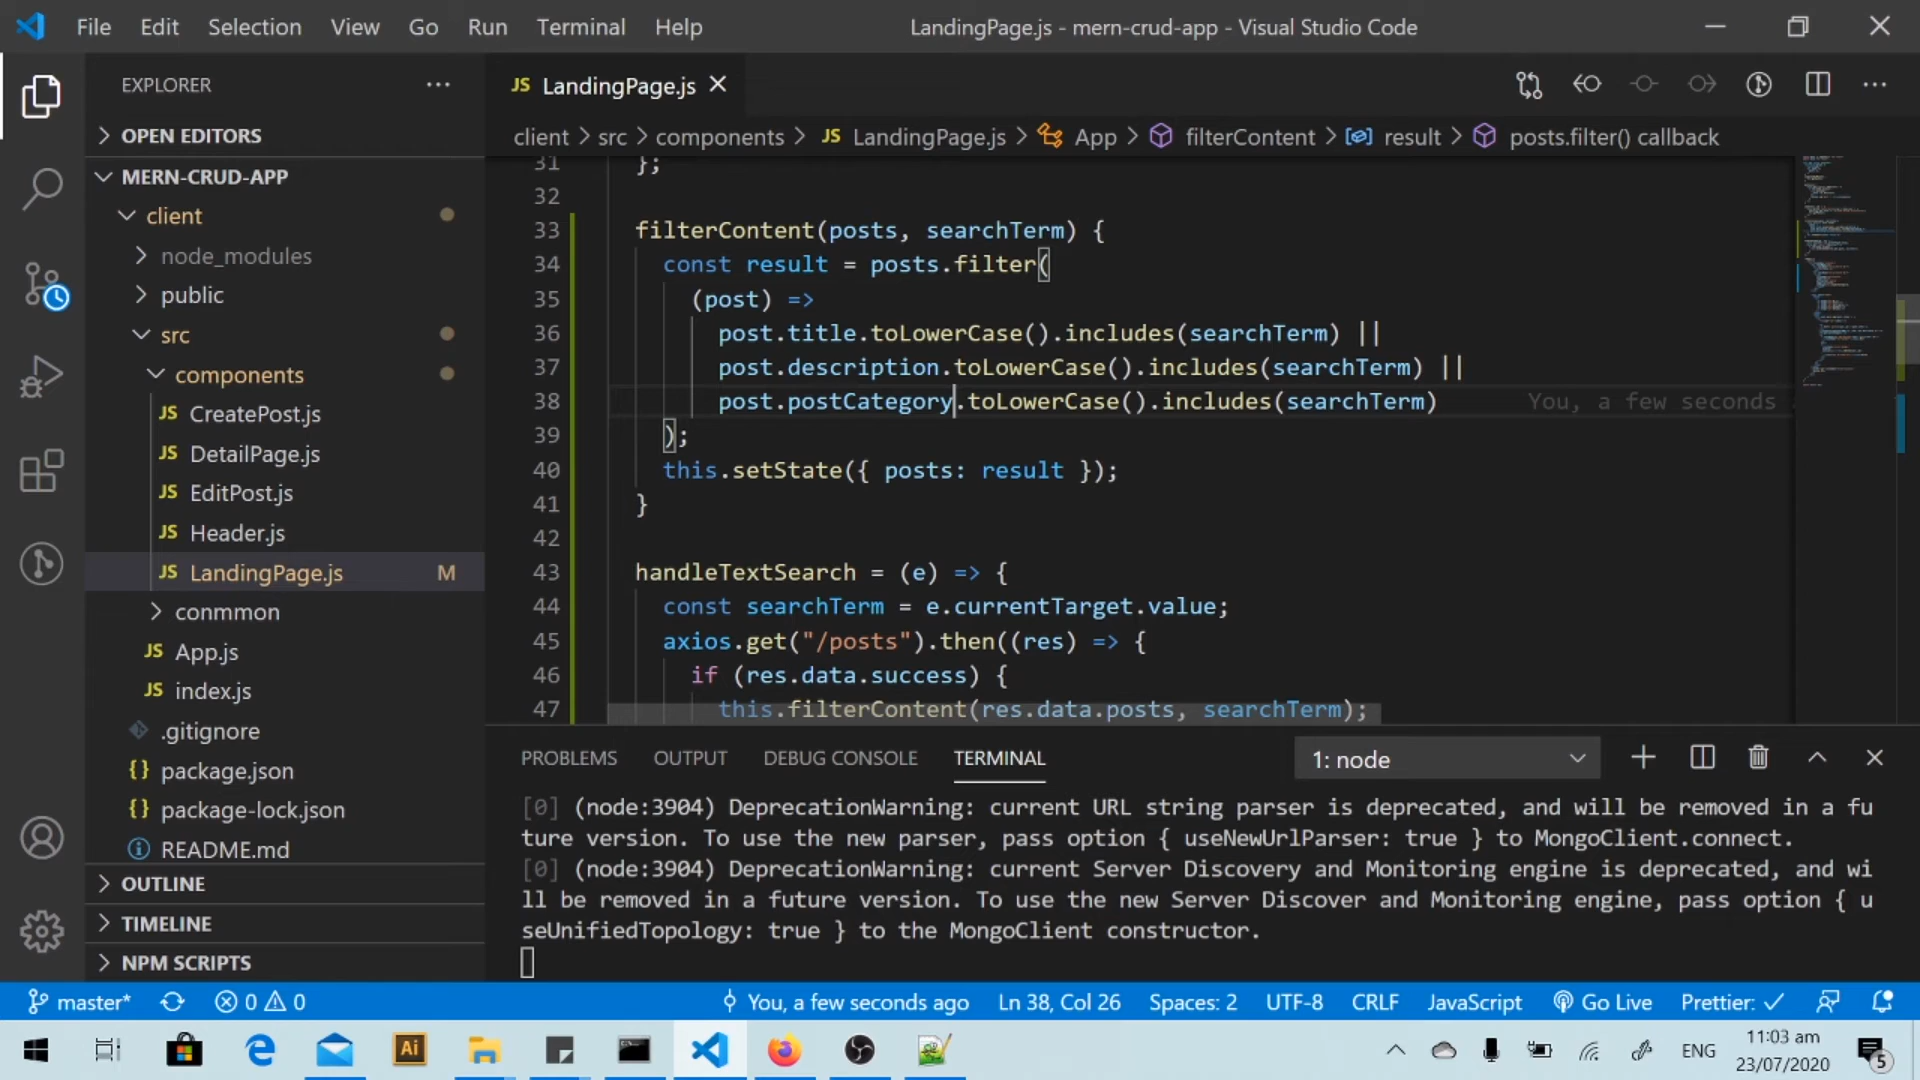 File Edit Selection View Go Run Terminal Help
LandingPage.js - mern-crud-app - Visual Studio Code
EXPLORER
OPEN EDITORS
MERN-CRUD-APP
client
node_modules
public
src
components
JS CreatePost.js
JS DetailPage.js
JS EditPost.js
JS Header.js
JS LandingPage.js M
conmmon
JS App.js
JS index.js
.gitignore
{} package.json
{} package-lock.json
README.md
OUTLINE
TIMELINE
NPM SCRIPTS
JS LandingPage.js
client > src > components > JS LandingPage.js > App > filterContent > result > posts.filter() callback
31 };
32
33 filterContent(posts, searchTerm) {
34 const result = posts.filter(
35 (post) =>
36 post.title.toLowerCase().includes(searchTerm) ||
37 post.description.toLowerCase().includes(searchTerm) ||
38 post.postCategory.toLowerCase().includes(searchTerm) You, a few seconds
39 );
40 this.setState({ posts: result });
41 }
42
43 handleTextSearch = (e) => {
44 const searchTerm = e.currentTarget.value;
45 axios.get("/posts").then((res) => {
46 if (res.data.success) {
47 this.filterContent(res.data.posts, searchTerm);
PROBLEMS OUTPUT DEBUG CONSOLE TERMINAL 1: node
[0] (node:3904) DeprecationWarning: current URL string parser is deprecated, and will be removed in a fu
ture version. To use the new parser, pass option { useNewUrlParser: true } to MongoClient.connect.
[0] (node:3904) DeprecationWarning: current Server Discovery and Monitoring engine is deprecated, and wi
ll be removed in a future version. To use the new Server Discover and Monitoring engine, pass option { u
seUnifiedTopology: true } to the MongoClient constructor.
master* 0 0 You, a few seconds ago Ln 38, Col 26 Spaces: 2 UTF-8 CRLF JavaScript Go Live Prettier: ✓
Ai ENG 11:03 am
23/07/2020 5